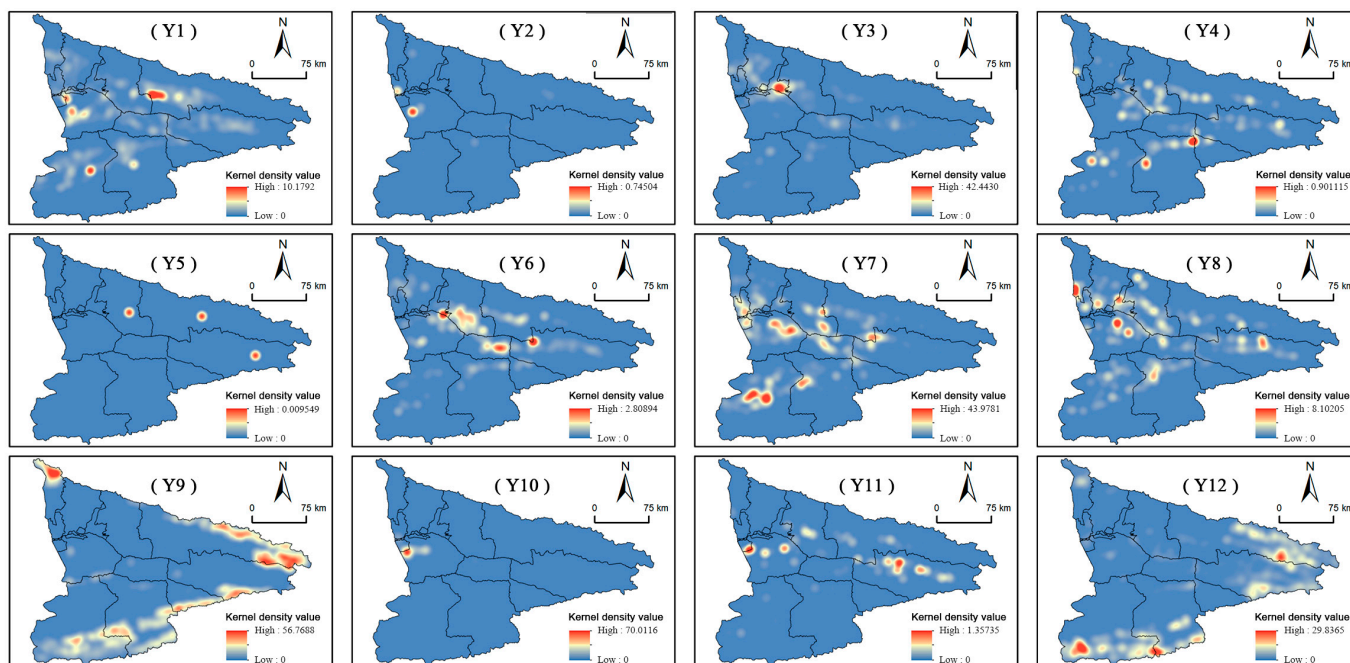 ( Y1 )
N
0 75 km
Kernel density value
High : 10.1792
Low : 0
( Y2 )
N
0 75 km
Kernel density value
High : 0.74504
Low : 0
( Y3 )
N
0 75 km
Kernel density value
High : 42.4430
Low : 0
( Y4 )
N
0 75 km
Kernel density value
High : 0.901115
Low : 0
( Y5 )
N
0 75 km
Kernel density value
High : 0.009549
Low : 0
( Y6 )
N
0 75 km
Kernel density value
High : 2.80894
Low : 0
( Y7 )
N
0 75 km
Kernel density value
High : 43.9781
Low : 0
( Y8 )
N
0 75 km
Kernel density value
High : 8.10205
Low : 0
( Y9 )
N
0 75 km
Kernel density value
High : 56.7688
Low : 0
( Y10 )
N
0 75 km
Kernel density value
High : 70.0116
Low : 0
( Y11 )
N
0 75 km
Kernel density value
High : 1.35735
Low : 0
( Y12 )
N
0 75 km
Kernel density value
High : 29.8365
Low : 0